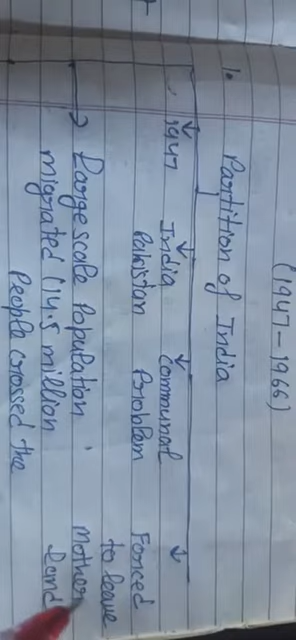 (1947-1966)
1. Partition of India
1947
India
Pakistan
Communal
Problem
Forced
to leave
Mother
Land
Large scale Population
migrated (14.5 million
People crossed the